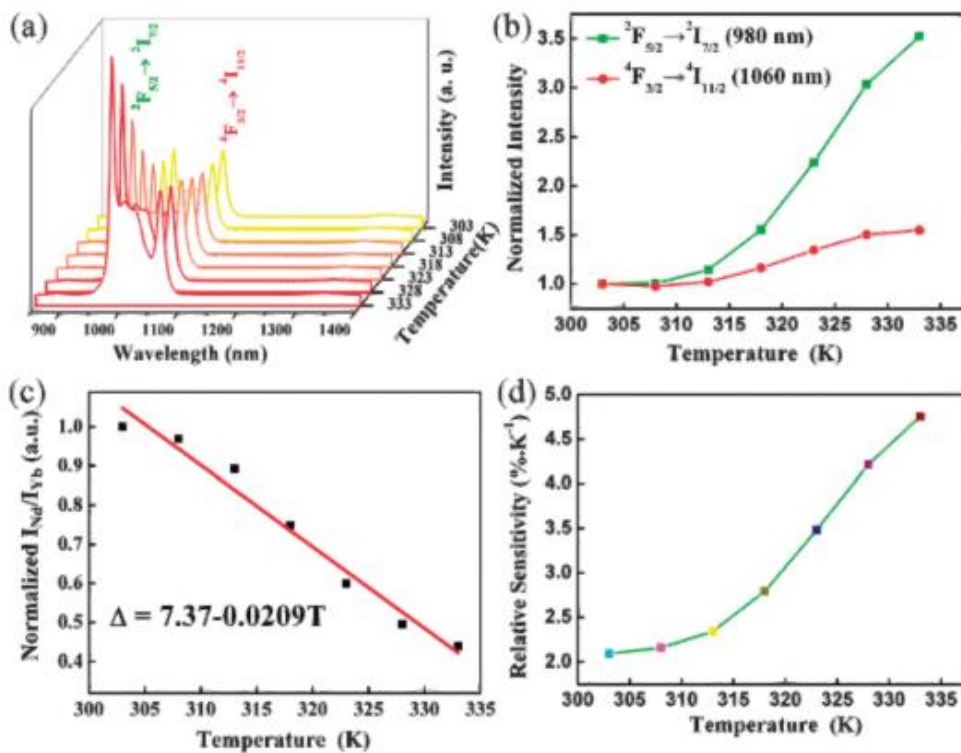 (a)
²F₅/₂→²I₇/₂
⁴F₃/₂→⁴I₁₁/₂
Intensity (a. u.)
303
308
313
318
323
328
333
Temperature(K)
900 1000 1100 1200 1300 1400
Wavelength (nm)
(b)
²F₅/₂→²I₇/₂ (980 nm)
⁴F₃/₂→⁴I₁₁/₂ (1060 nm)
Normalized Intensity
3.5
3.0
2.5
2.0
1.5
1.0
300 305 310 315 320 325 330 335
Temperature (K)
(c)
Normalized I_Nd/I_Yb (a.u.)
1.0
0.9
0.8
0.7
0.6
0.5
0.4
Δ = 7.37-0.0209T
300 305 310 315 320 325 330 335
Temperature (K)
(d)
Relative Sensitivity (%·K⁻¹)
5.0
4.5
4.0
3.5
3.0
2.5
2.0
300 305 310 315 320 325 330 335
Temperature (K)